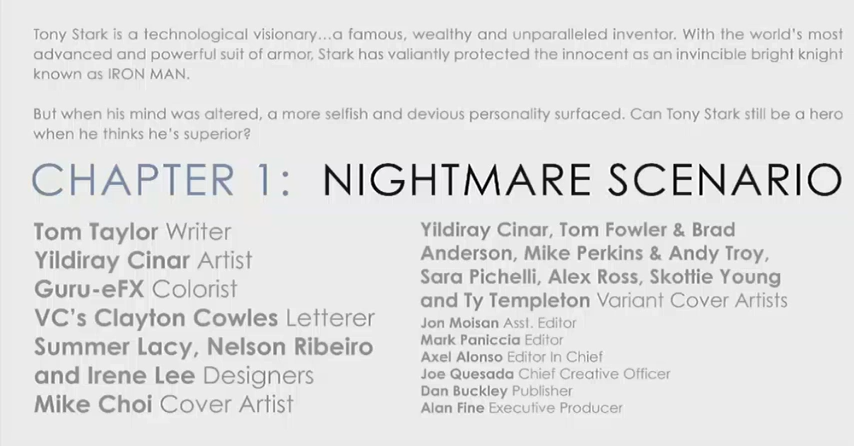 Tony Stark is a technological visionary...a famous, wealthy and unparalleled inventor. With the world's most
advanced and powerful suit of armor, Stark has valiantly protected the innocent as an invincible bright knight
known as IRON MAN.
But when his mind was altered, a more selfish and devious personality surfaced. Can Tony Stark still be a hero
when he thinks he's superior?
CHAPTER 1: NIGHTMARE SCENARIO
Tom Taylor Writer
Yildiray Cinar Artist
Guru-eFX Colorist
VC's Clayton Cowles Letterer
Summer Lacy, Nelson Ribeiro
and Irene Lee Designers
Mike Choi Cover Artist
Yildiray Cinar, Tom Fowler & Brad
Anderson, Mike Perkins & Andy Troy,
Sara Pichelli, Alex Ross, Skottie Young
and Ty Templeton Variant Cover Artists
Jon Moisan Asst. Editor
Mark Paniccia Editor
Axel Alonso Editor In Chief
Joe Quesada Chief Creative Officer
Dan Buckley Publisher
Alan Fine Executive Producer